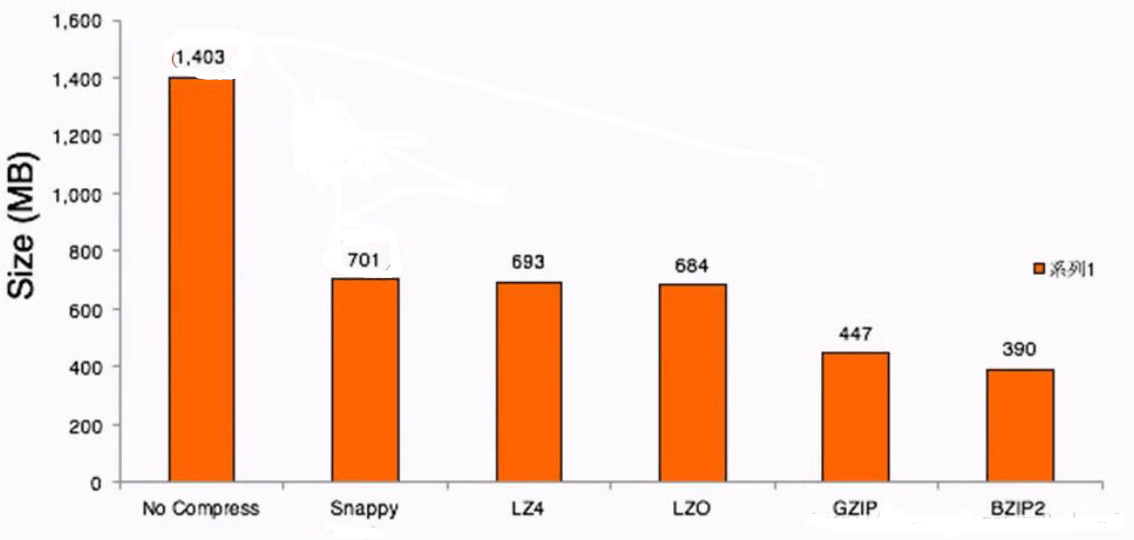 Size (MB)
1,600
1,400
1,200
1,000
800
600
400
200
0
1,403
701
693
684
447
390
No Compress
Snappy
LZ4
LZO
GZIP
BZIP2
系列1